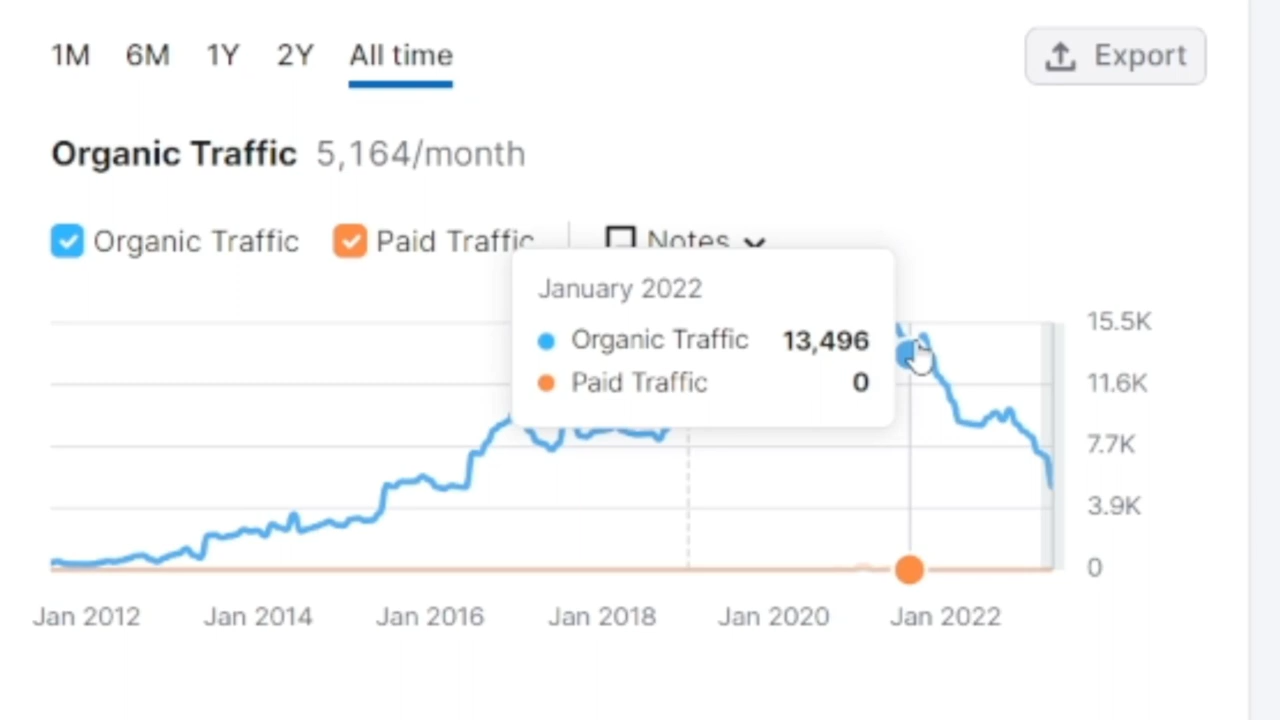 1M 6M 1Y 2Y All time Export
Organic Traffic 5,164/month
Organic Traffic Paid Traffic Notes
January 2022
Organic Traffic 13,496
Paid Traffic 0
15.5K
11.6K
7.7K
3.9K
0
Jan 2012 Jan 2014 Jan 2016 Jan 2018 Jan 2020 Jan 2022